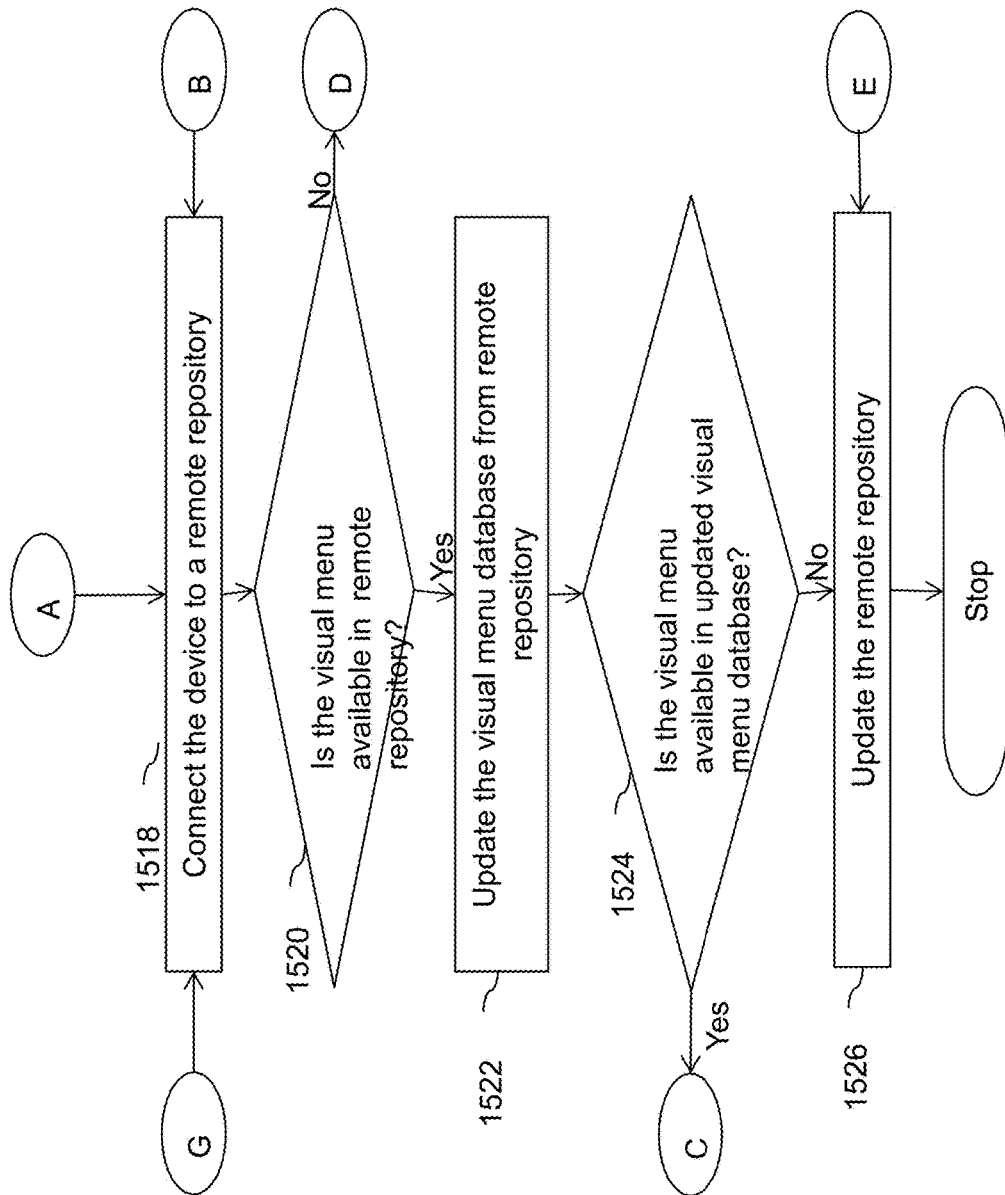 A
G
B
1518
Connect the device to a remote repository
1520
Is the visual menu
available in remote
repository?
No
D
Yes
1522
Update the visual menu database from remote
repository
1524
Is the visual menu
available in updated visual
menu database?
Yes
C
No
1526
Update the remote repository
E
Stop